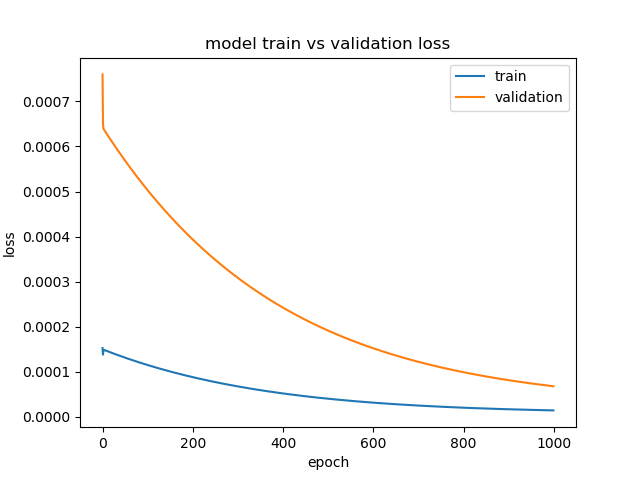 model train vs validation loss
train
validation
0.0007
0.0006
0.0005
0.0004
0.0003
0.0002
0.0001
0.0000
loss
0 200 400 600 800 1000
epoch